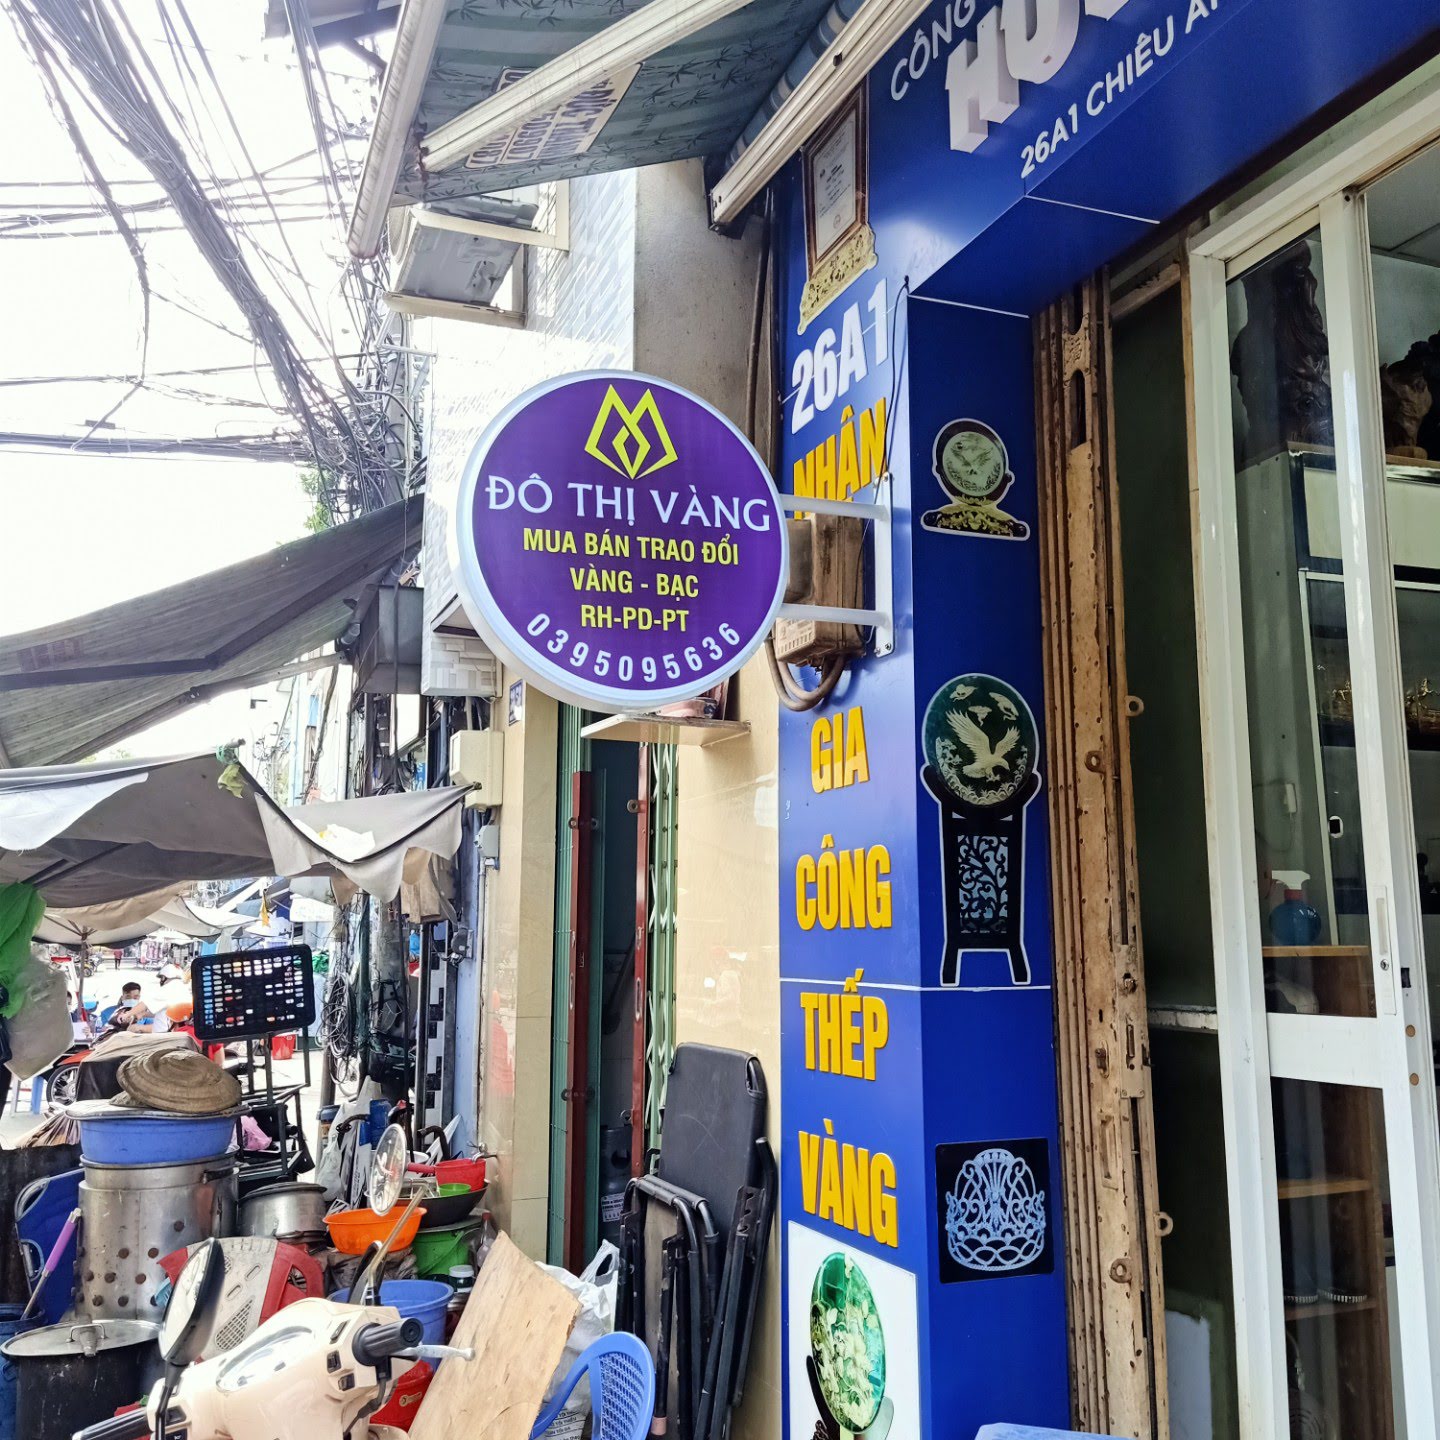 CÔNG
26A1 CHIÊU
26A1
NHẬN
GIA
CÔNG
THẾP
VÀNG
ĐÔ THỊ VÀNG
MUA BÁN TRAO ĐỔI
VÀNG - BẠC
RH-PD-PT
0395095636